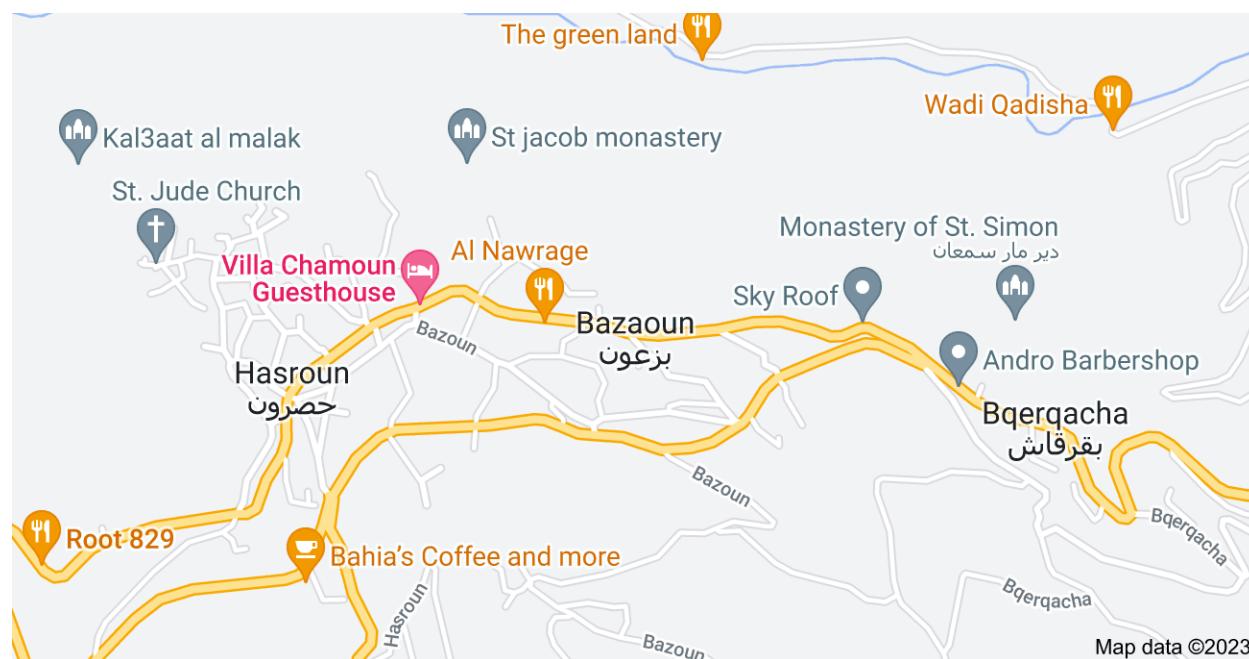 The green land
Wadi Qadisha
Kal3aat al malak
St jacob monastery
St. Jude Church
Monastery of St. Simon
دير مار سمعان
Al Nawrage
Villa Chamoun
Guesthouse
Sky Roof
Bazaoun
بزعون
Bazoun
Andro Barbershop
Hasroun
حصرون
Bqerqacha
بقرقاش
Bazoun
Bqerqacha
Root 829
Bahia's Coffee and more
Hasroun
Bqerqacha
Bazoun
Map data ©2023